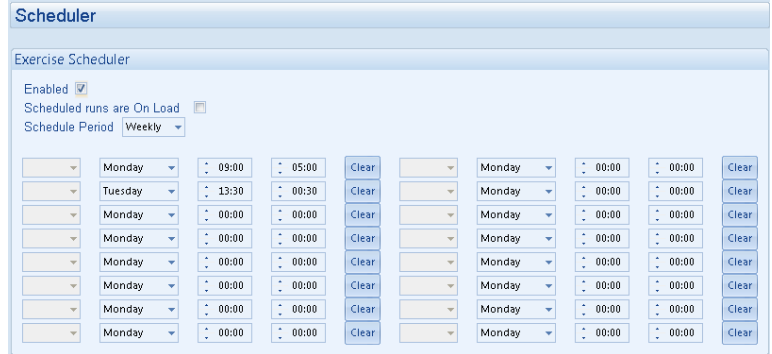 Scheduler
Exercise Scheduler
Enabled
Scheduled runs are On Load
Schedule Period Weekly
Monday 09:00 05:00 Clear Monday 00:00 00:00 Clear
Tuesday 13:30 00:30 Clear Monday 00:00 00:00 Clear
Monday 00:00 00:00 Clear Monday 00:00 00:00 Clear
Monday 00:00 00:00 Clear Monday 00:00 00:00 Clear
Monday 00:00 00:00 Clear Monday 00:00 00:00 Clear
Monday 00:00 00:00 Clear Monday 00:00 00:00 Clear
Monday 00:00 00:00 Clear Monday 00:00 00:00 Clear
Monday 00:00 00:00 Clear Monday 00:00 00:00 Clear